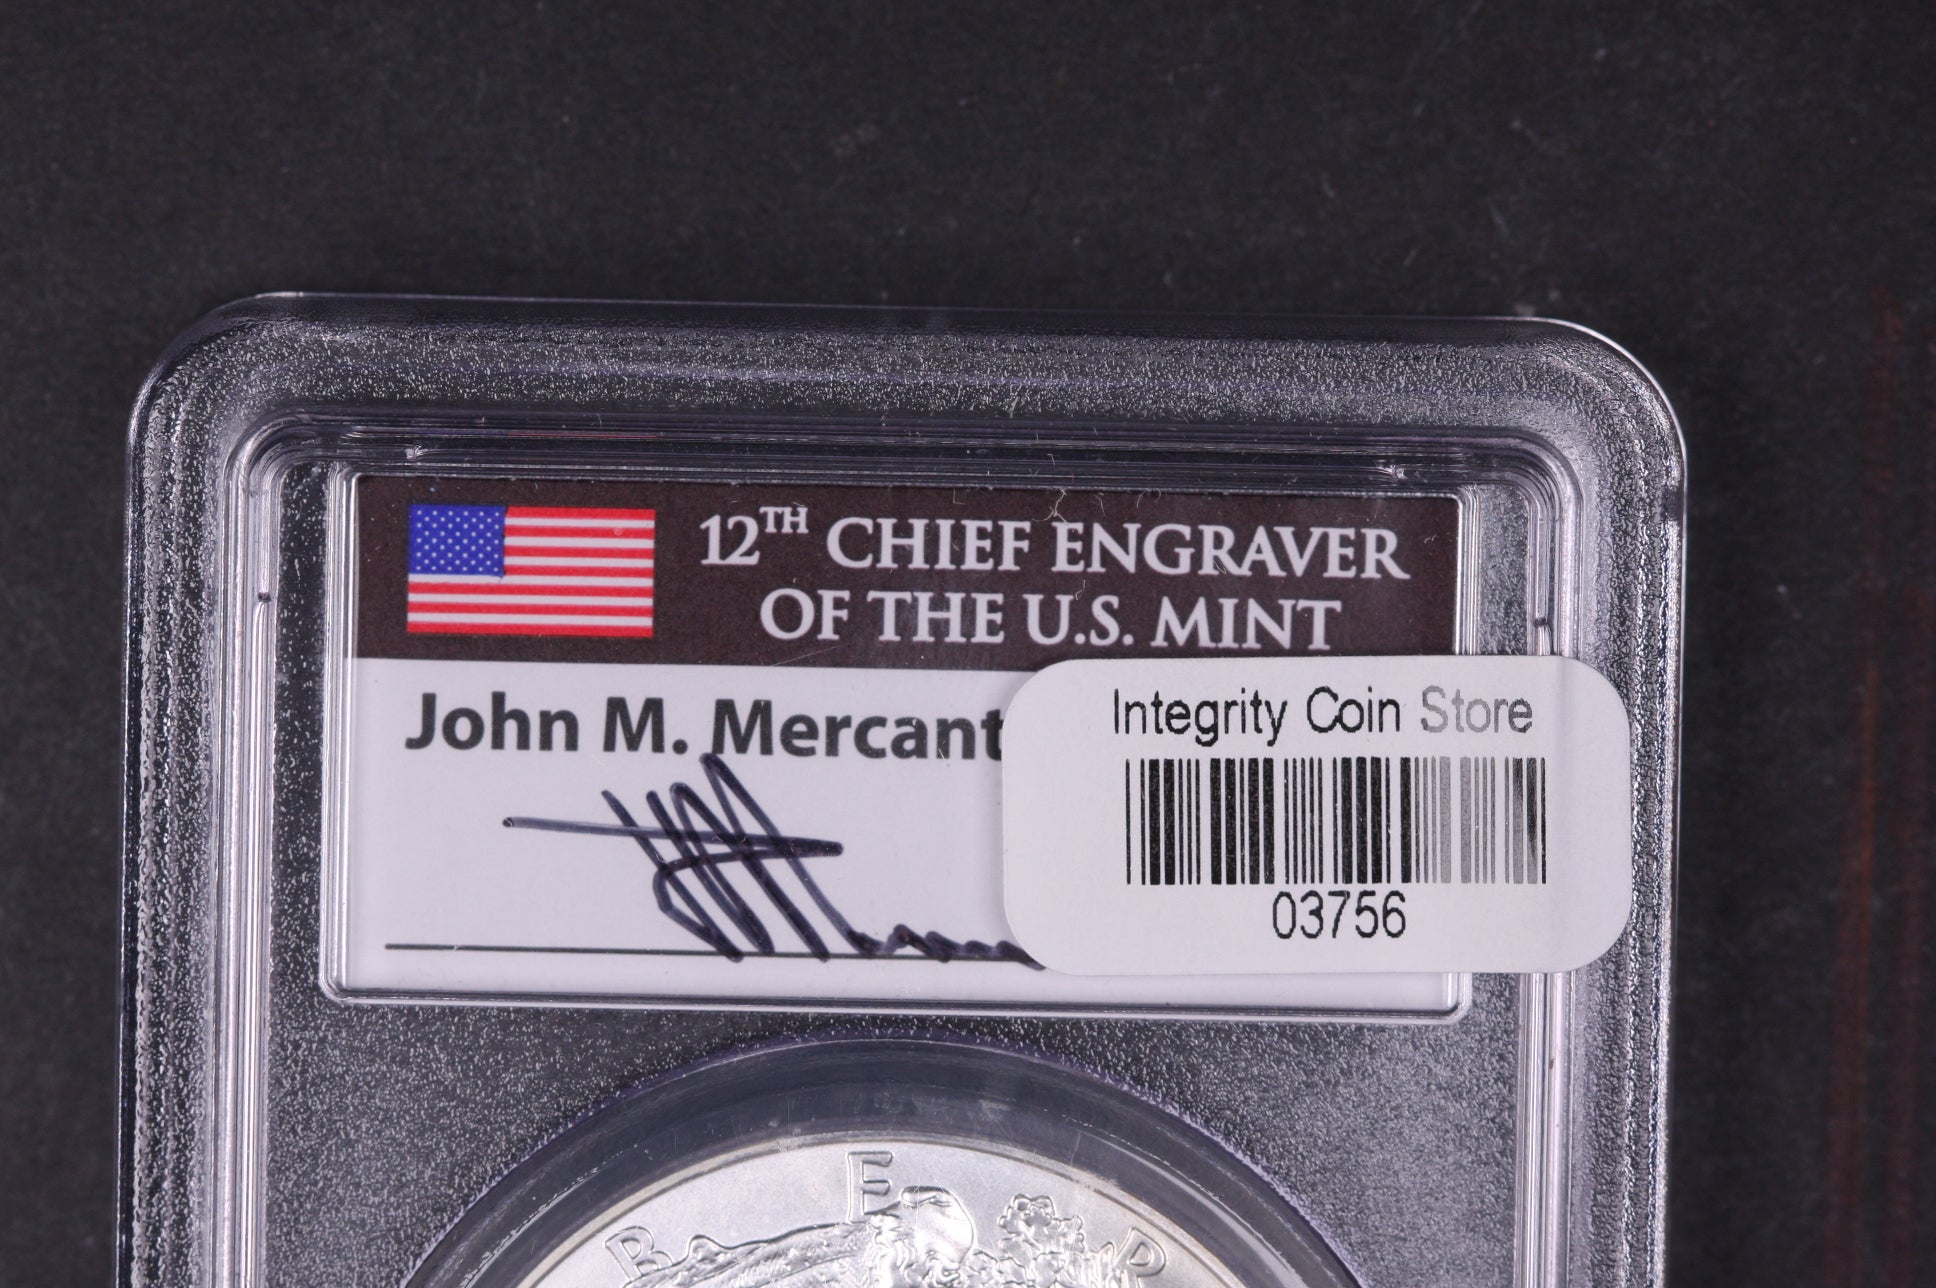 12TH CHIEF ENGRAVER
OF THE U.S. MINT
John M. Mercant
Integrity Coin Store
03756
B E R